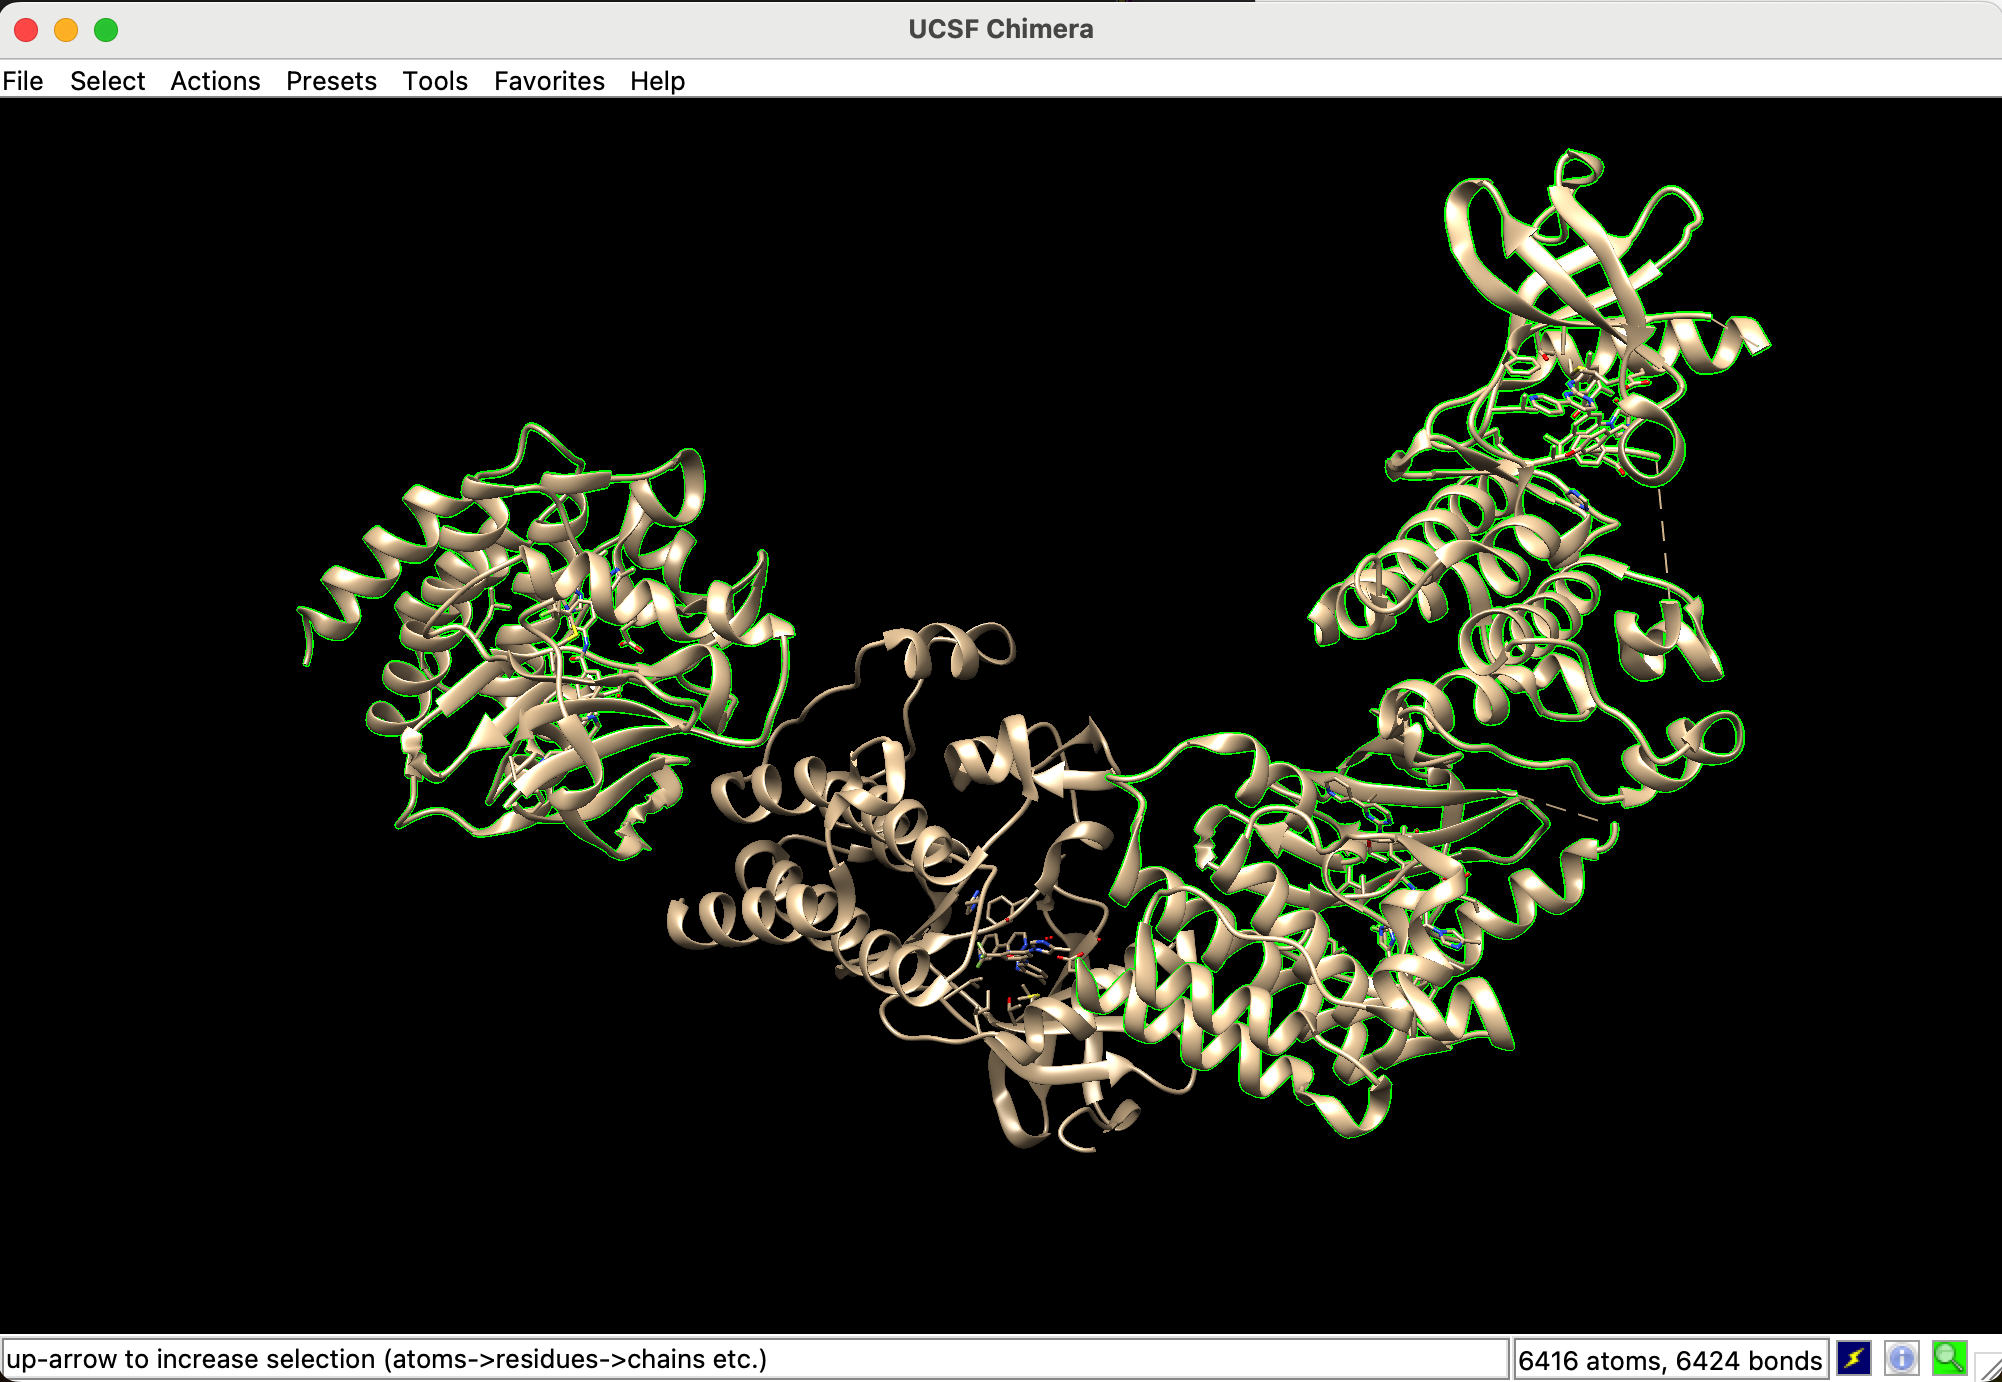 UCSF Chimera
File Select Actions Presets Tools Favorites Help
up-arrow to increase selection (atoms->residues->chains etc.)
6416 atoms, 6424 bonds